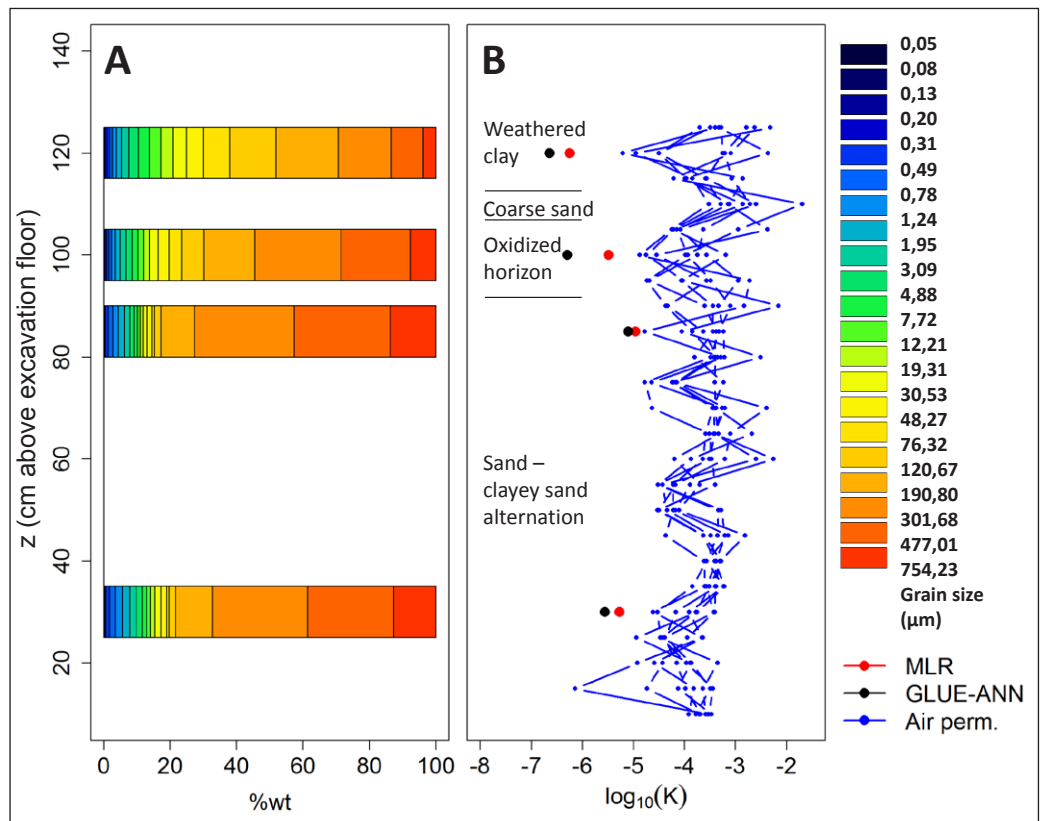 A
B
140
120
100
80
60
40
20
z (cm above excavation floor)
0
20
40
60
80
100
%wt
Weathered
clay
Coarse sand
Oxidized
horizon
Sand –
clayey sand
alternation
-8
-7
-6
-5
-4
-3
-2
log10(K)
0,05
0,08
0,13
0,20
0,31
0,49
0,78
1,24
1,95
3,09
4,88
7,72
12,21
19,31
30,53
48,27
76,32
120,67
190,80
301,68
477,01
754,23
Grain size
(µm)
MLR
GLUE-ANN
Air perm.